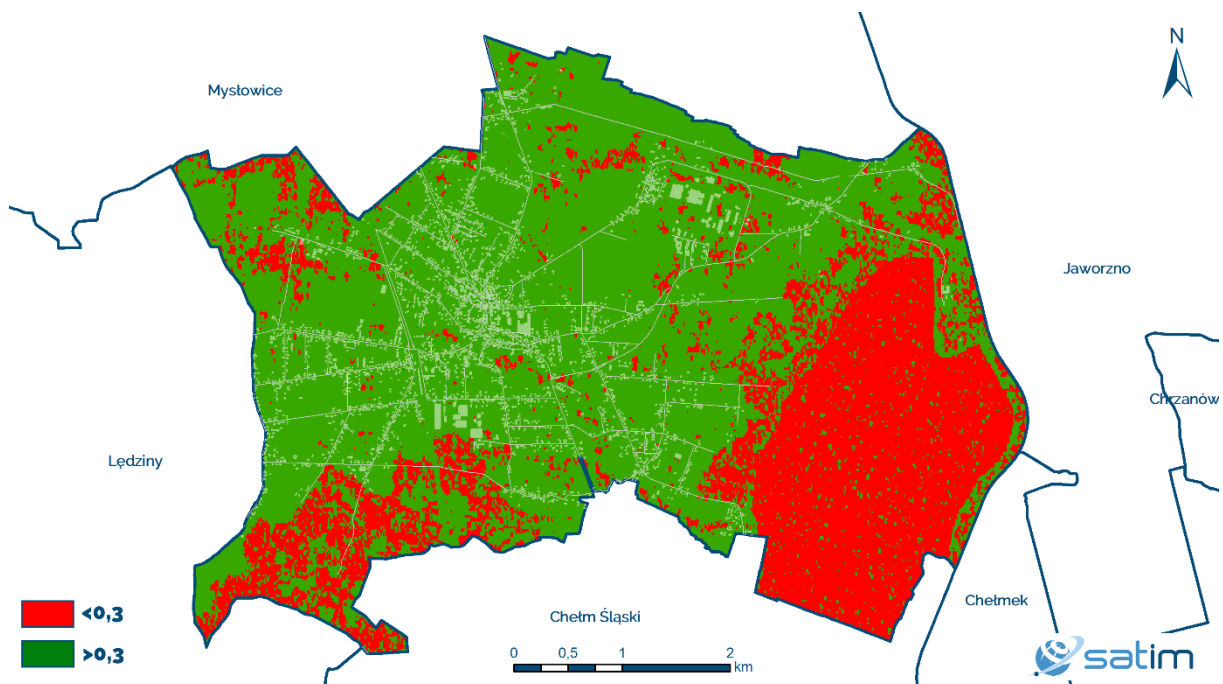 N
Mysłowice
Jaworzno
Chrzanów
Lędziny
<0,3
>0,3
Chełm Śląski
Chełmek
0 0,5 1 2
km
satim